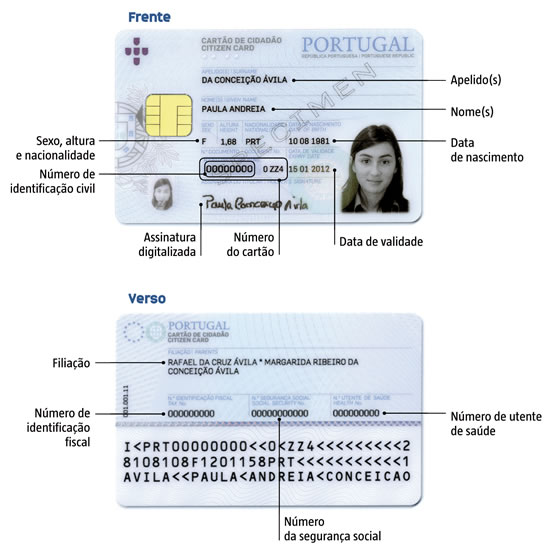 Frente
CARTÃO DE CIDADÃO
CITIZEN CARD
PORTUGAL
REPÚBLICA PORTUGUESA / PORTUGUESE REPUBLIC
APELIDO(S) / SURNAME
DA CONCEIÇÃO ÁVILA
Apelido(s)
NOME(S) / GIVEN NAME
PAULA ANDREIA
Nome(s)
SPECIMEN
SEXO ALTURA NACIONALIDADE DATA DE NASCIMENTO
SEX HEIGHT NATIONALITY DATE OF BIRTH
F 1,68 PRT 10 08 1981
Sexo, altura
e nacionalidade
Data
de nascimento
DATA DE VALIDADE
EXPIRY DATE
00000000 0 ZZ4 15 01 2012
Número de
identificação civil
Paula Conceição Ávila
Assinatura
digitalizada
Número
do cartão
Data de validade
Verso
PORTUGAL
CARTÃO DE CIDADÃO
CITIZEN CARD
FILIAÇÃO / PARENTS
Filiação
RAFAEL DA CRUZ ÁVILA * MARGARIDA RIBEIRO DA
CONCEIÇÃO ÁVILA
001.001.11
Nº IDENTIFICAÇÃO FISCAL Nº SEGURANÇA SOCIAL Nº UTENTE DE SAÚDE
TAX No. SOCIAL SECURITY No. HEALTH No.
000000000 00000000000 000000000
Número de
identificação
fiscal
Número de utente
de saúde
I<PRT00000000<<0<ZZ4<<<<<<<<<<2
8108108F1201158PRT<<<<<<<<<<<1
AVILA<<PAULA<ANDREIA<CONCEICAO
Número
da segurança social